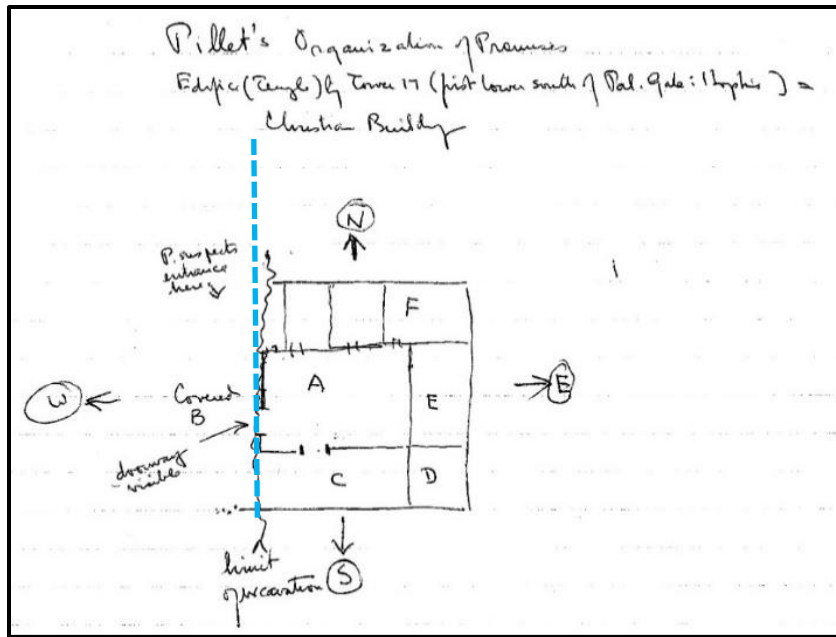 Pillet's Organization of Premises
Edifice (Temple) by Tower 17 (first tower south of Pal. Gate:          ) =
Christian Building
N
P. suspects
entrance
here
F
W
Covered
B
A
E
E
doorway
visible
C
D
limit
of excavation
S